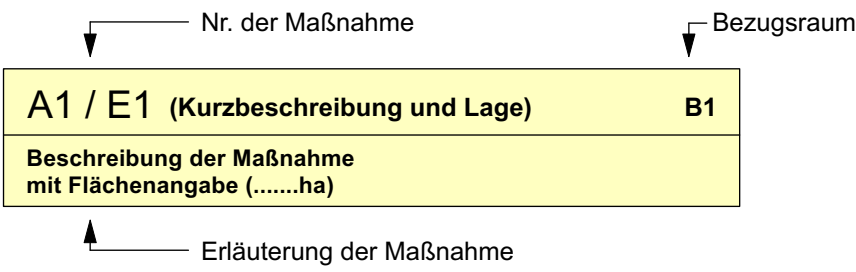 Nr. der Maßnahme
Bezugsraum
A1 / E1 (Kurzbeschreibung und Lage) B1
Beschreibung der Maßnahme
mit Flächenangabe (.......ha)
Erläuterung der Maßnahme